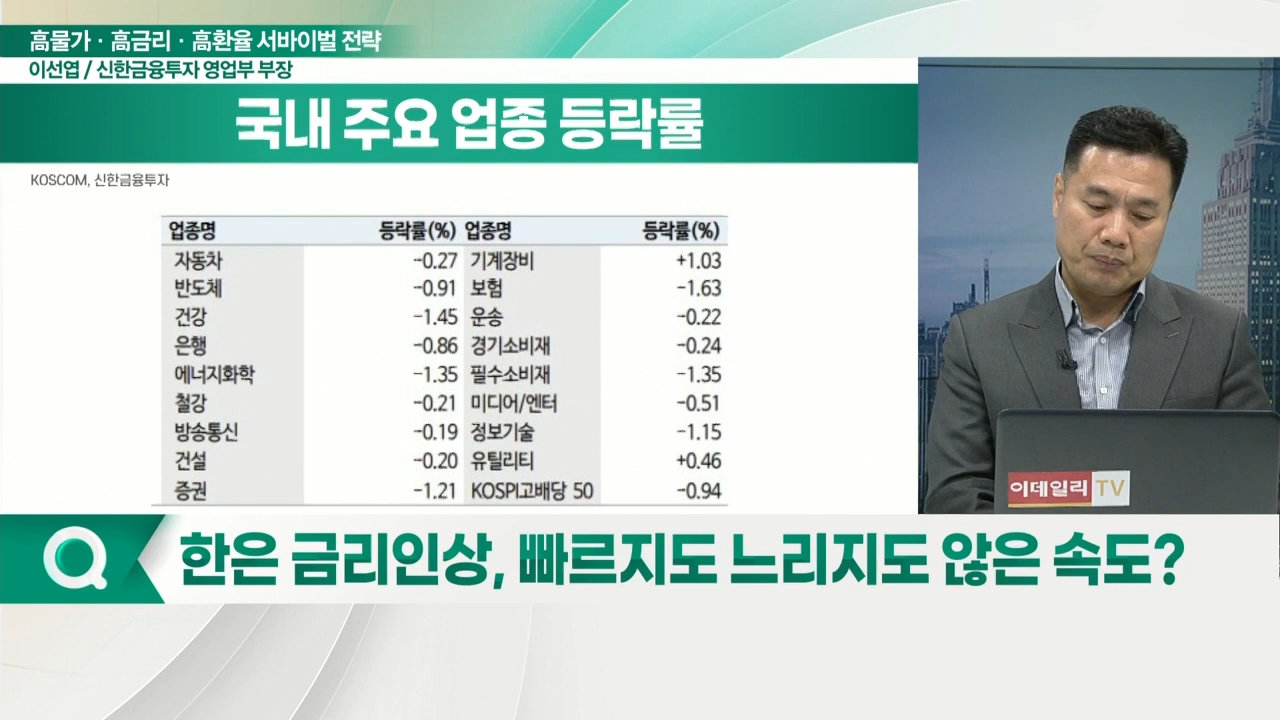 高물가· 高금리· 高환율 서바이벌 전략
이선엽 / 신한금융투자 영업부 부장
국내 주요 업종 등락률
KOSCOM, 신한금융투자
업종명 등락률(%) 업종명 등락률(%)
자동차 -0.27 기계장비 +1.03
반도체 -0.91 보험 -1.63
건강 -1.45 운송 -0.22
은행 -0.86 경기소비재 -0.24
에너지화학 -1.35 필수소비재 -1.35
철강 -0.21 미디어/엔터 -0.51
방송통신 -0.19 정보기술 -1.15
건설 -0.20 유틸리티 +0.46
증권 -1.21 KOSPI고배당 50 -0.94
이데일리 TV
Q 한은 금리인상, 빠르지도 느리지도 않은 속도?